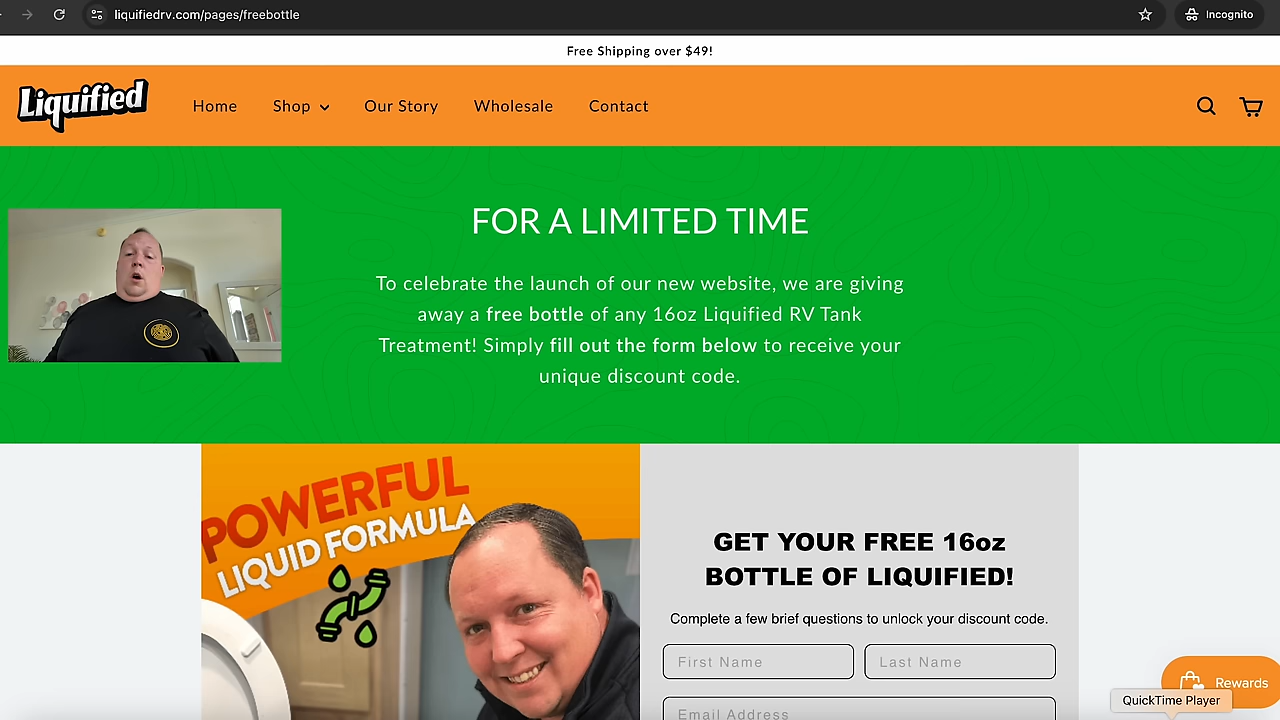 liquifiedrv.com/pages/freebottle
Incognito
Free Shipping over $49!
Liquified
Home
Shop
Our Story
Wholesale
Contact
FOR A LIMITED TIME
To celebrate the launch of our new website, we are giving
away a free bottle of any 16oz Liquified RV Tank
Treatment! Simply fill out the form below to receive your
unique discount code.
POWERFUL
LIQUID FORMULA
GET YOUR FREE 16oz
BOTTLE OF LIQUIFIED!
Complete a few brief questions to unlock your discount code.
First Name
Last Name
Email Address
Rewards
QuickTime Player